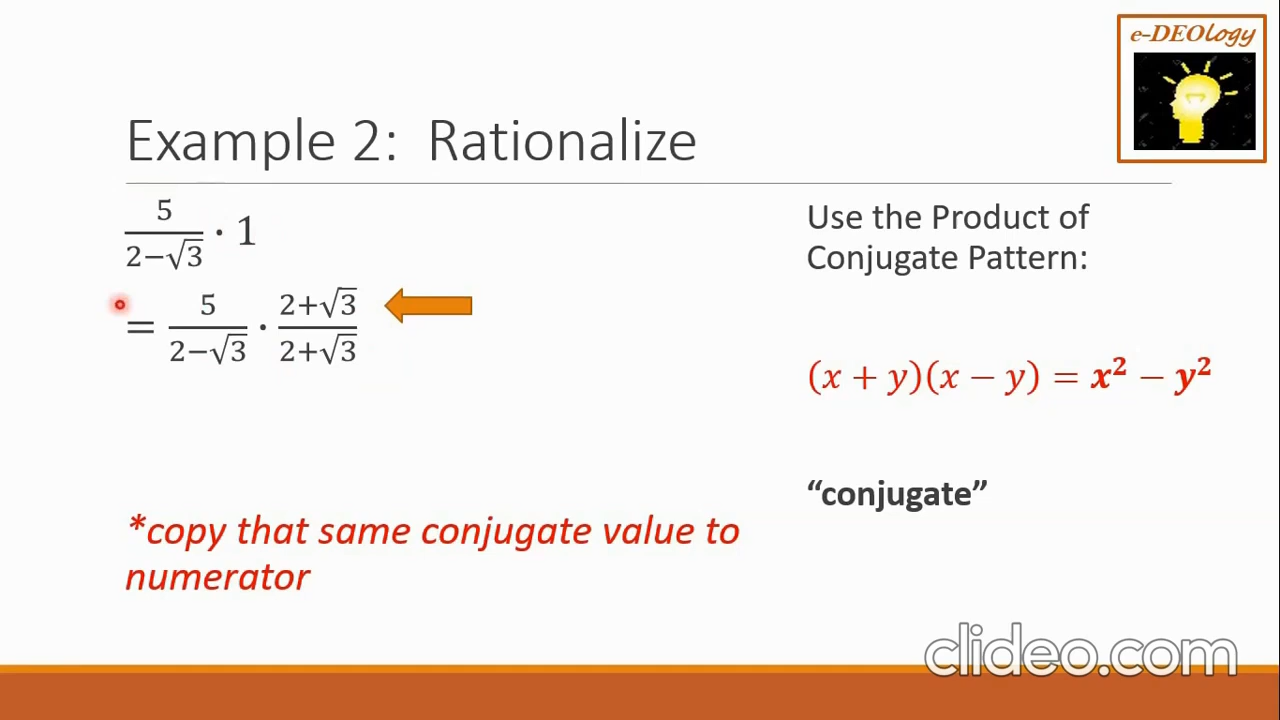 e-DEOlogy
Example 2: Rationalize
5/(2−√3) · 1
= 5/(2−√3) · (2+√3)/(2+√3)
*copy that same conjugate value to
numerator
Use the Product of
Conjugate Pattern:
(x + y)(x − y) = x² − y²
“conjugate”
clideo.com